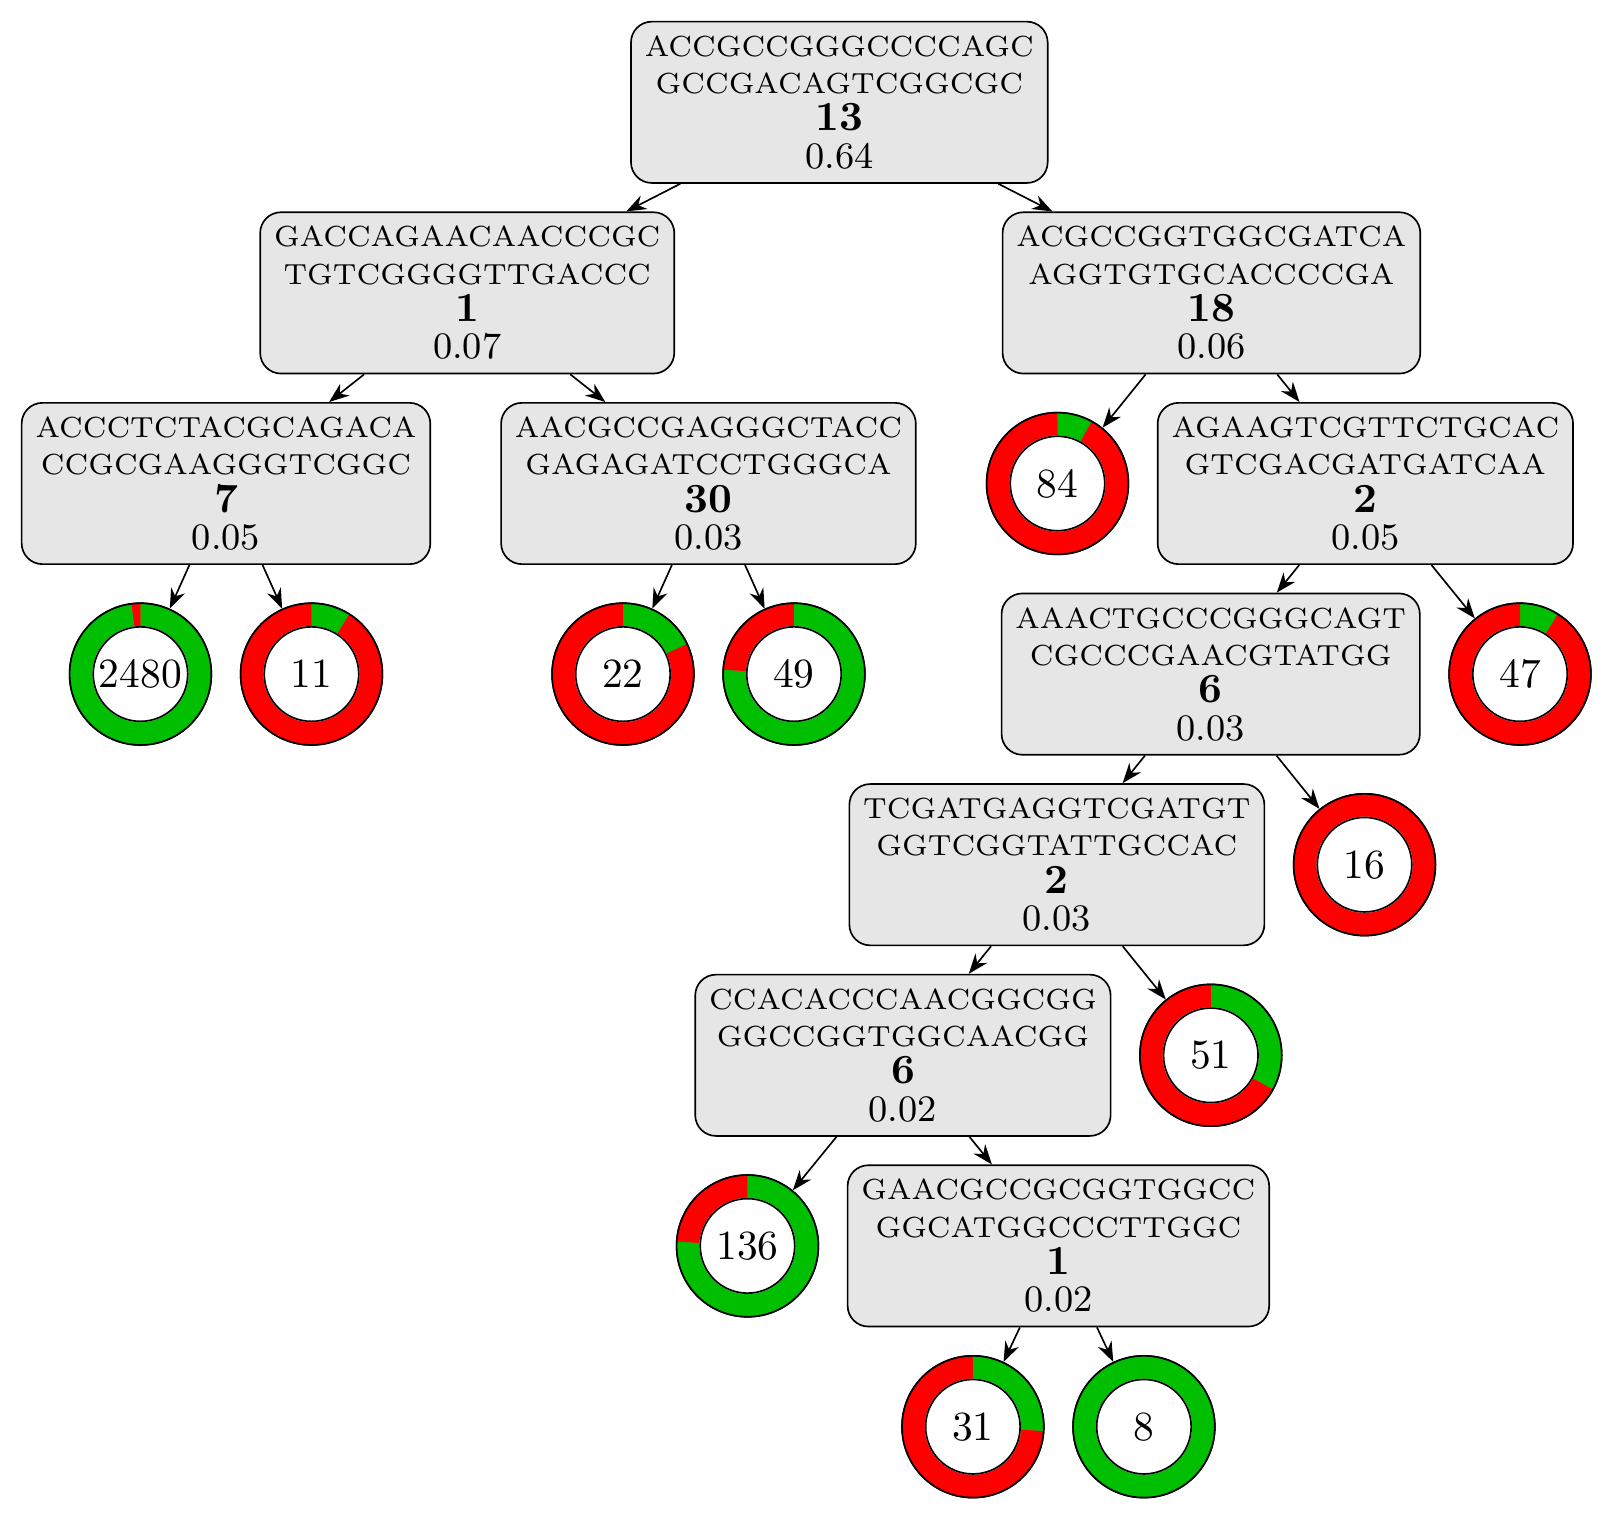 ACCGCCGGGCCCCAGC
GCCGACAGTCGGCGC
13
0.64
GACCAGAACAACCCGC
TGTCGGGGTTGACCC
1
0.07
ACGCCGGTGGCGATCA
AGGTGTGCACCCCGA
18
0.06
ACCCTCTACGCAGACA
CCGCGAAGGGTCGGC
7
0.05
AACGCCGAGGGCTACC
GAGAGATCCTGGGCA
30
0.03
84
AGAAGTCGTTCTGCAC
GTCGACGATGATCAA
2
0.05
2480
11
22
49
AAACTGCCCGGGCAGT
CGCCCGAACGTATGG
6
0.03
47
TCGATGAGGTCGATGT
GGTCGGTATTGCCAC
2
0.03
16
CCACACCCAACGGCGG
GGCCGGTGGCAACGG
6
0.02
51
136
GAACGCCGCGGTGGCC
GGCATGGCCCTTGGC
1
0.02
31
8